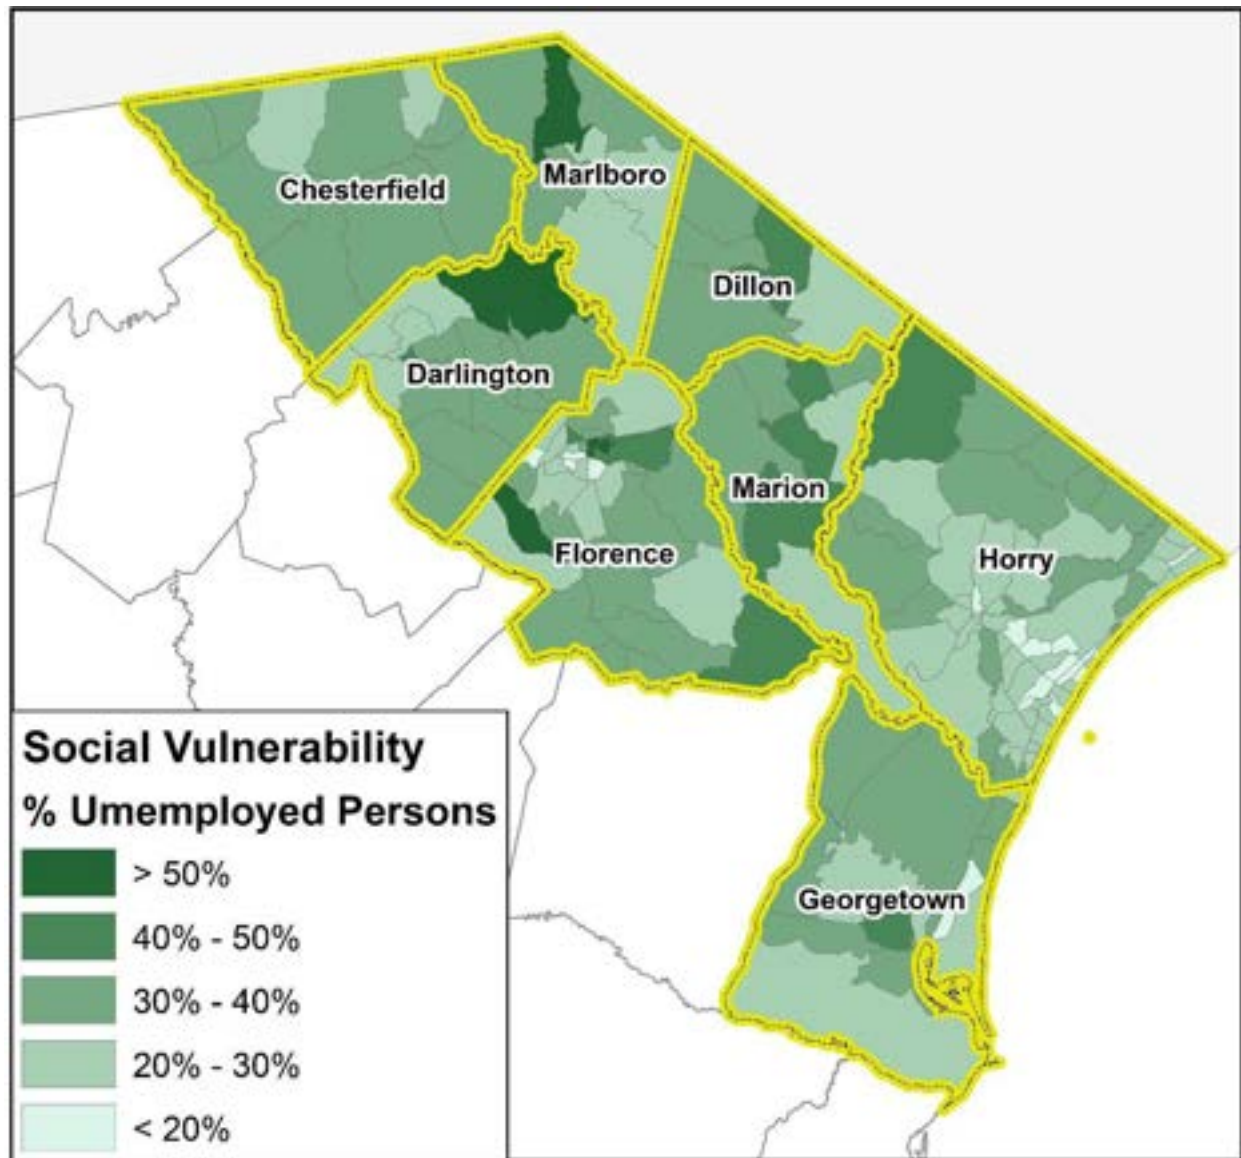 Chesterfield
Marlboro
Dillon
Darlington
Marion
Florence
Horry
Georgetown
Social Vulnerability
% Umemployed Persons
> 50%
40% - 50%
30% - 40%
20% - 30%
< 20%